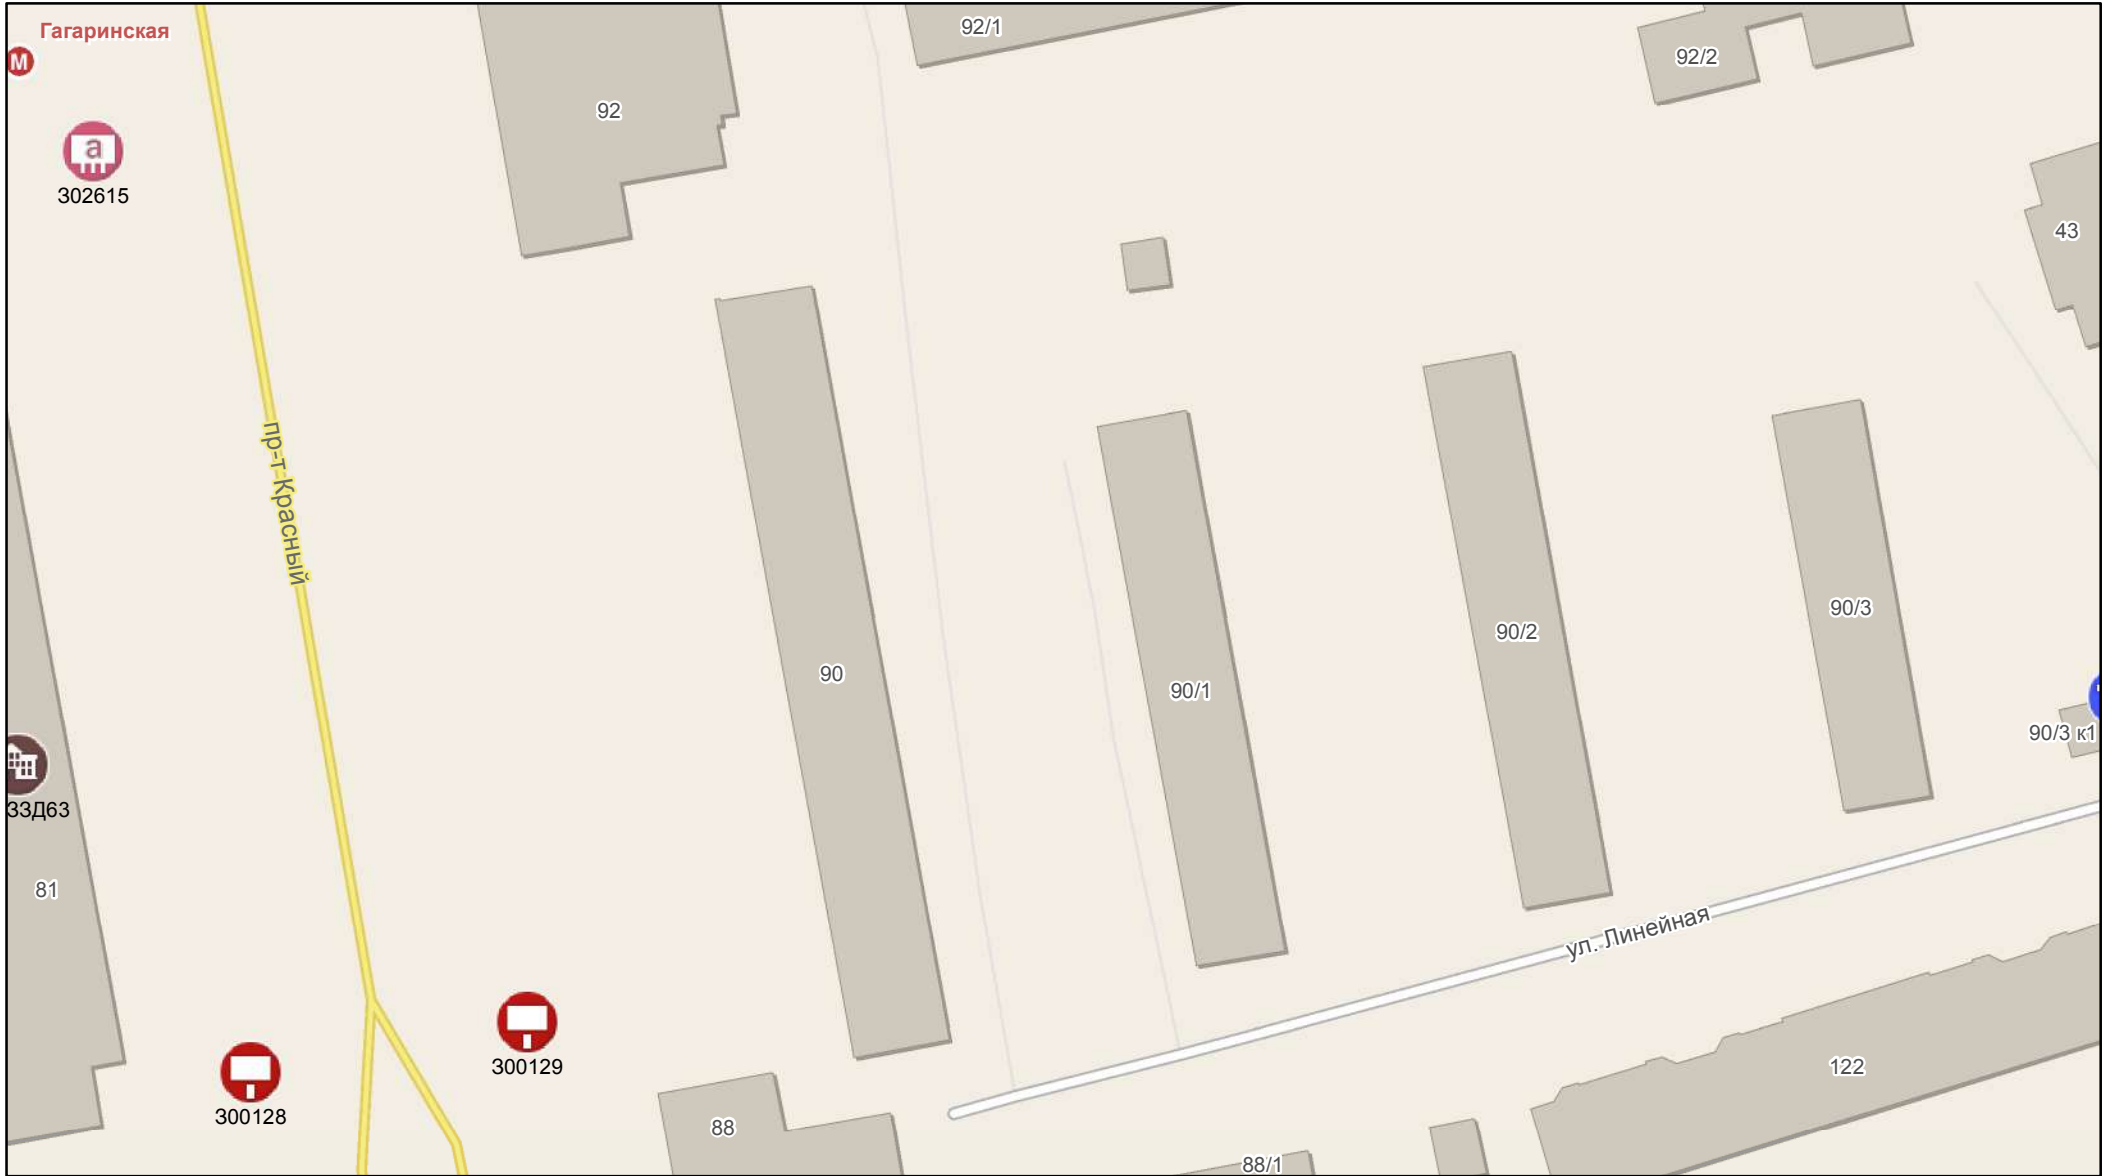 Гагаринская
М
92/1
92/2
92
а
302615
43
пр-т Красный
90/3
90/2
90
90/1
90/3 к1
33Д63
81
ул. Линейная
300129
122
300128
88
88/1